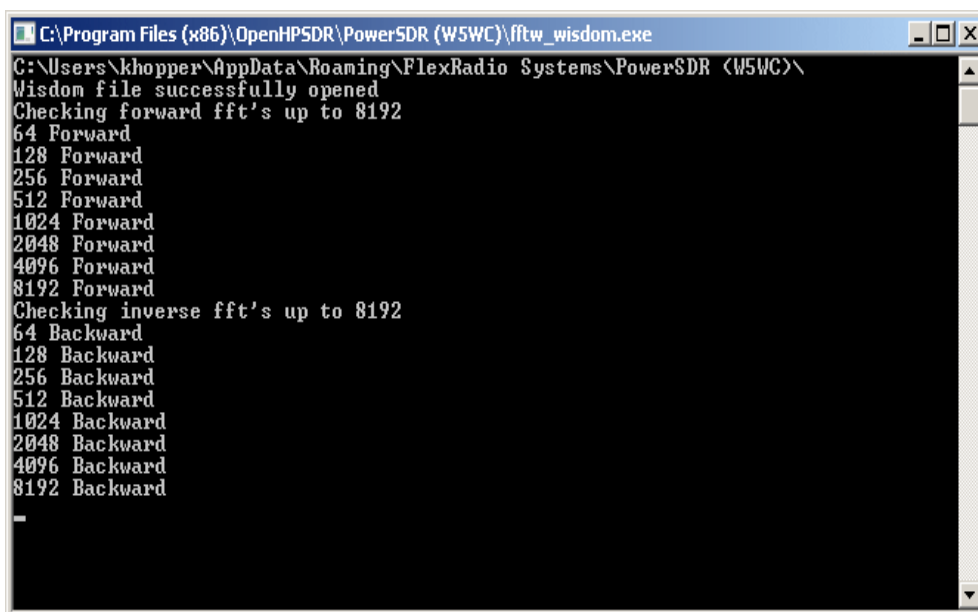 C:\Program Files (x86)\OpenHPSDR\PowerSDR (W5WC)\fftw_wisdom.exe
C:\Users\khopper\AppData\Roaming\FlexRadio Systems\PowerSDR (W5WC)\
Wisdom file successfully opened
Checking forward fft's up to 8192
64 Forward
128 Forward
256 Forward
512 Forward
1024 Forward
2048 Forward
4096 Forward
8192 Forward
Checking inverse fft's up to 8192
64 Backward
128 Backward
256 Backward
512 Backward
1024 Backward
2048 Backward
4096 Backward
8192 Backward